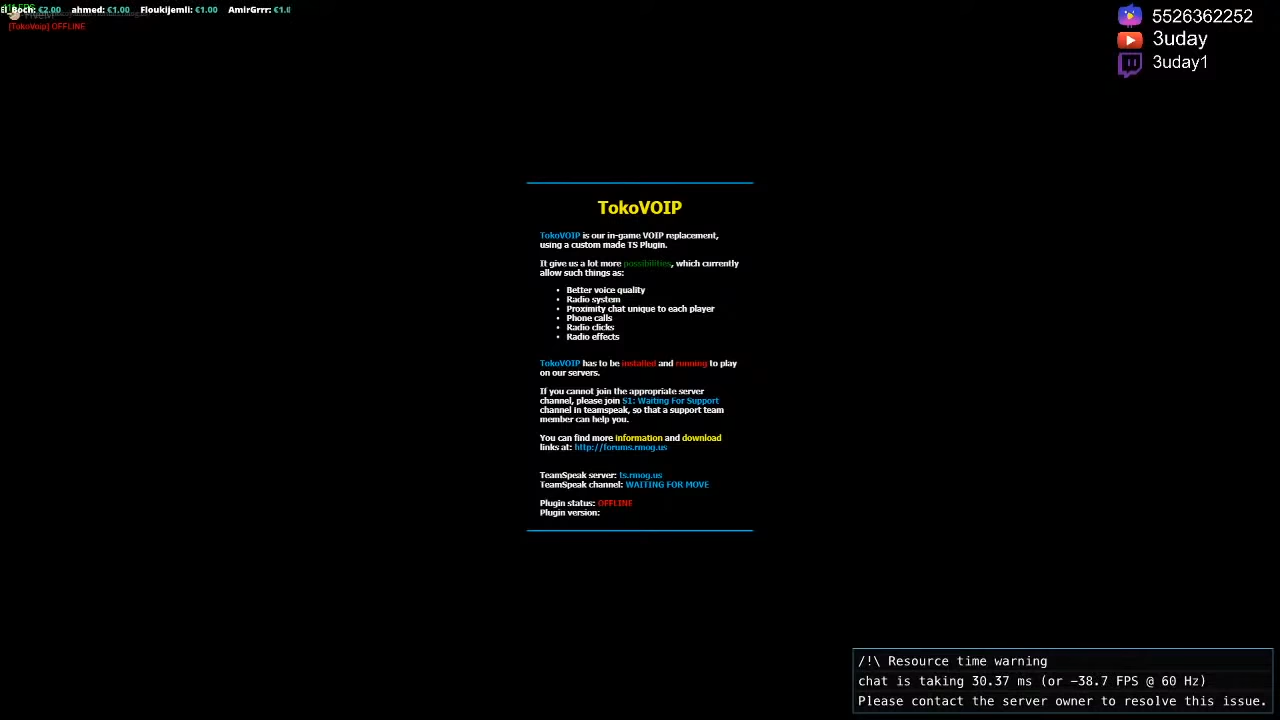 Boch: €2.00 ahmed: €1.00 Floukijemli: €1.00 AmirGrrr: €1.0
[TokoVoip] OFFLINE
5526362252
3uday
3uday1
TokoVOIP
TokoVOIP is our in-game VOIP replacement,
using a custom made TS Plugin.
It give us a lot more possibilities, which currently
allow such things as:
• Better voice quality
• Radio system
• Proximity chat unique to each player
• Phone calls
• Radio clicks
• Radio effects
TokoVOIP has to be installed and running to play
on our servers.
If you cannot join the appropriate server
channel, please join S1: Waiting For Support
channel in teamspeak, so that a support team
member can help you.
You can find more information and download
links at: http://forums.rmog.us
TeamSpeak server: ts.rmog.us
TeamSpeak channel: WAITING FOR MOVE
Plugin status: OFFLINE
Plugin version:
/!\ Resource time warning
chat is taking 30.37 ms (or -38.7 FPS @ 60 Hz)
Please contact the server owner to resolve this issue.